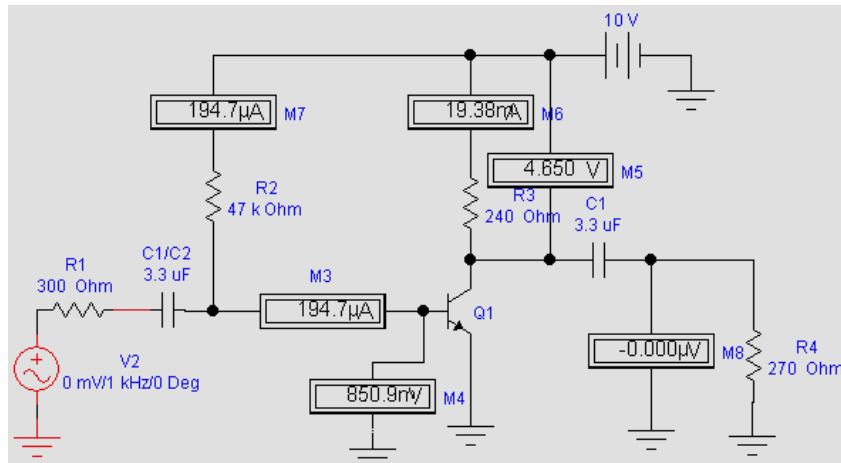 10 V
194.7µA
M7
19.38mA
M6
4.650 V
M5
R2
47 k Ohm
R3
240 Ohm
C1
3.3 uF
C1/C2
3.3 uF
R1
300 Ohm
M3
194.7µA
Q1
V2
0 mV/1 kHz/0 Deg
850.9mV
M4
-0.000µV
M8
R4
270 Ohm